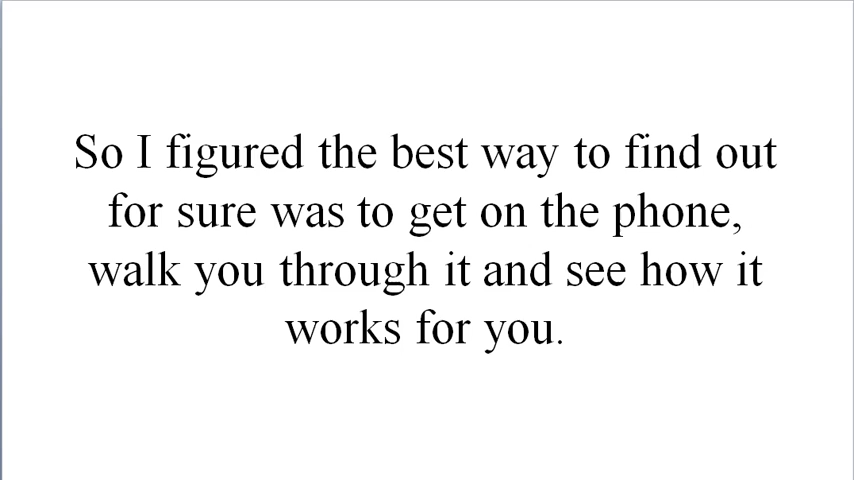 So I figured the best way to find out
for sure was to get on the phone,
walk you through it and see how it
works for you.